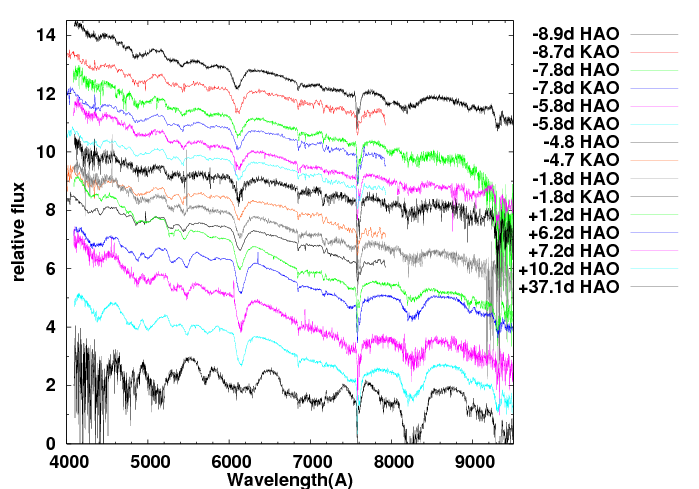 14
12
10
8
6
4
2
0
relative flux
4000 5000 6000 7000 8000 9000
Wavelength(A)
-8.9d HAO
-8.7d KAO
-7.8d HAO
-7.8d KAO
-5.8d HAO
-5.8d KAO
-4.8 HAO
-4.7 KAO
-1.8d HAO
-1.8d KAO
+1.2d HAO
+6.2d HAO
+7.2d HAO
+10.2d HAO
+37.1d HAO